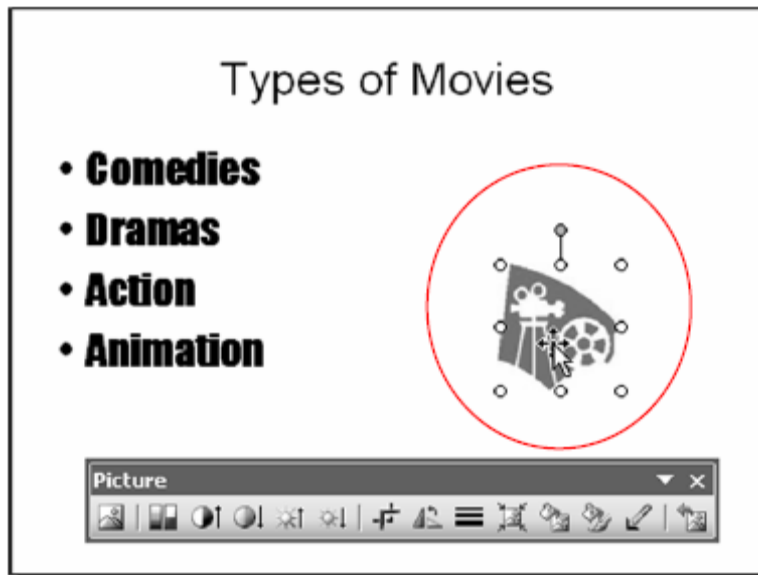 Types of Movies
• Comedies
• Dramas
• Action
• Animation
Picture